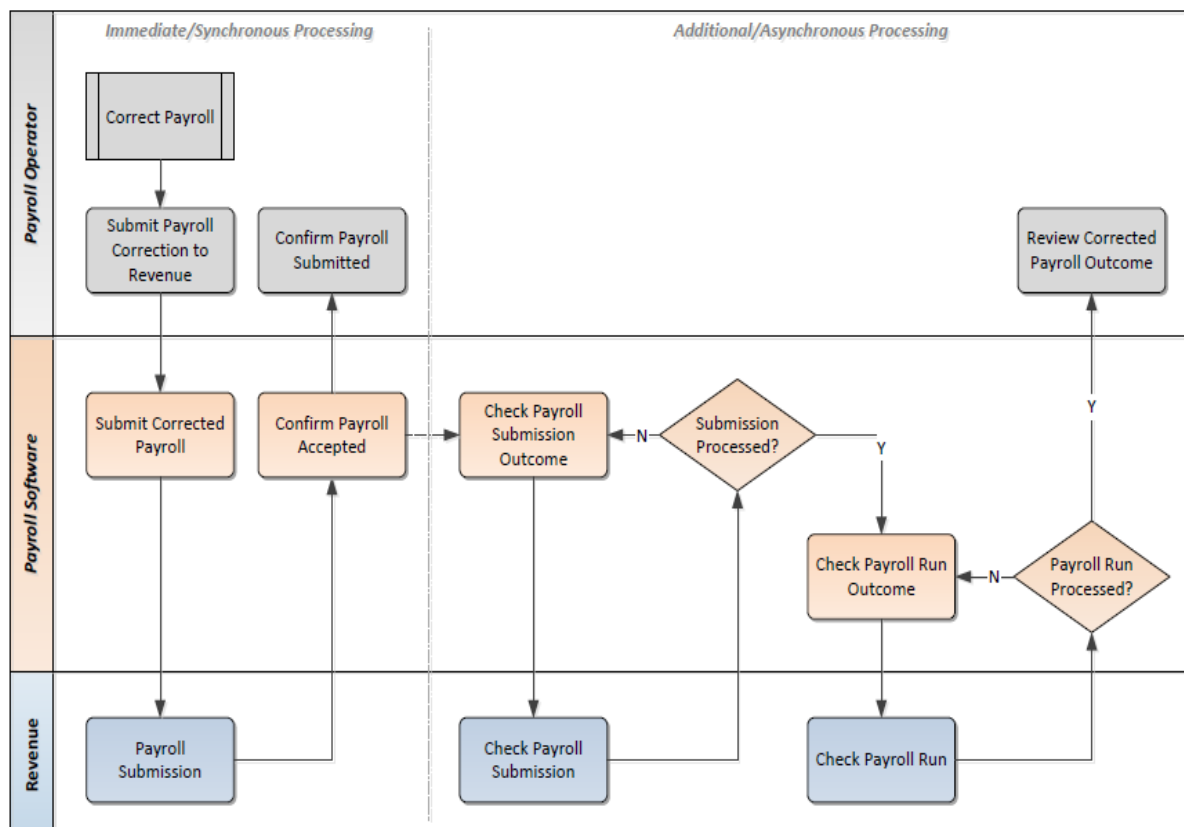 Immediate/Synchronous Processing
Additional/Asynchronous Processing
Payroll Operator
Correct Payroll
Submit Payroll
Correction to
Revenue
Confirm Payroll
Submitted
Review Corrected
Payroll Outcome
Payroll Software
Submit Corrected
Payroll
Confirm Payroll
Accepted
Check Payroll
Submission
Outcome
N
Submission
Processed?
Y
Y
Check Payroll Run
Outcome
N
Payroll Run
Processed?
Revenue
Payroll
Submission
Check Payroll
Submission
Check Payroll Run